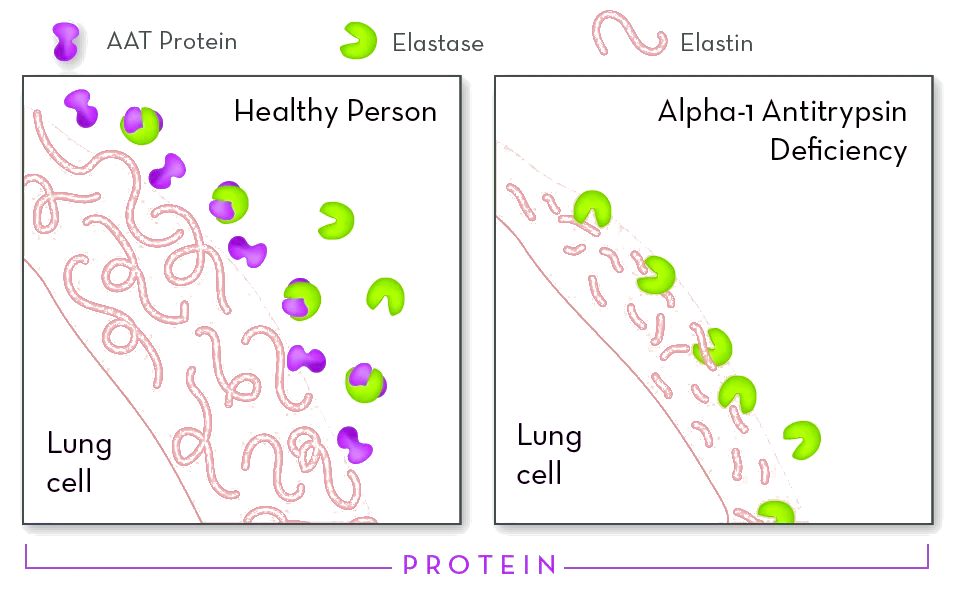 AAT Protein
Elastase
Elastin
Healthy Person
Lung
cell
Alpha-1 Antitrypsin
Deficiency
Lung
cell
PROTEIN